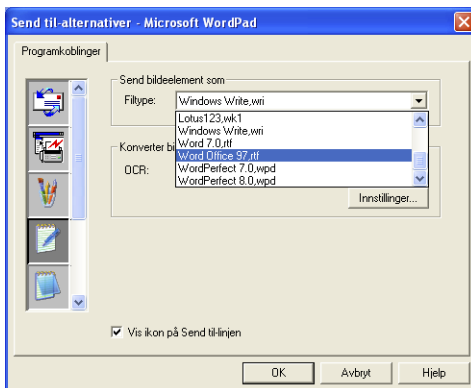 Send til-alternativer - Microsoft WordPad
Programkoblinger
Send bildeelement som
Filtype:
Windows Write,wri
Lotus123,wk1
Windows Write,wri
Word 7.0,rtf
Word Office 97,rtf
WordPerfect 7.0,wpd
WordPerfect 8.0,wpd
Konverter bi
OCR:
Innstillinger...
Vis ikon på Send til-linjen
OK
Avbryt
Hjelp